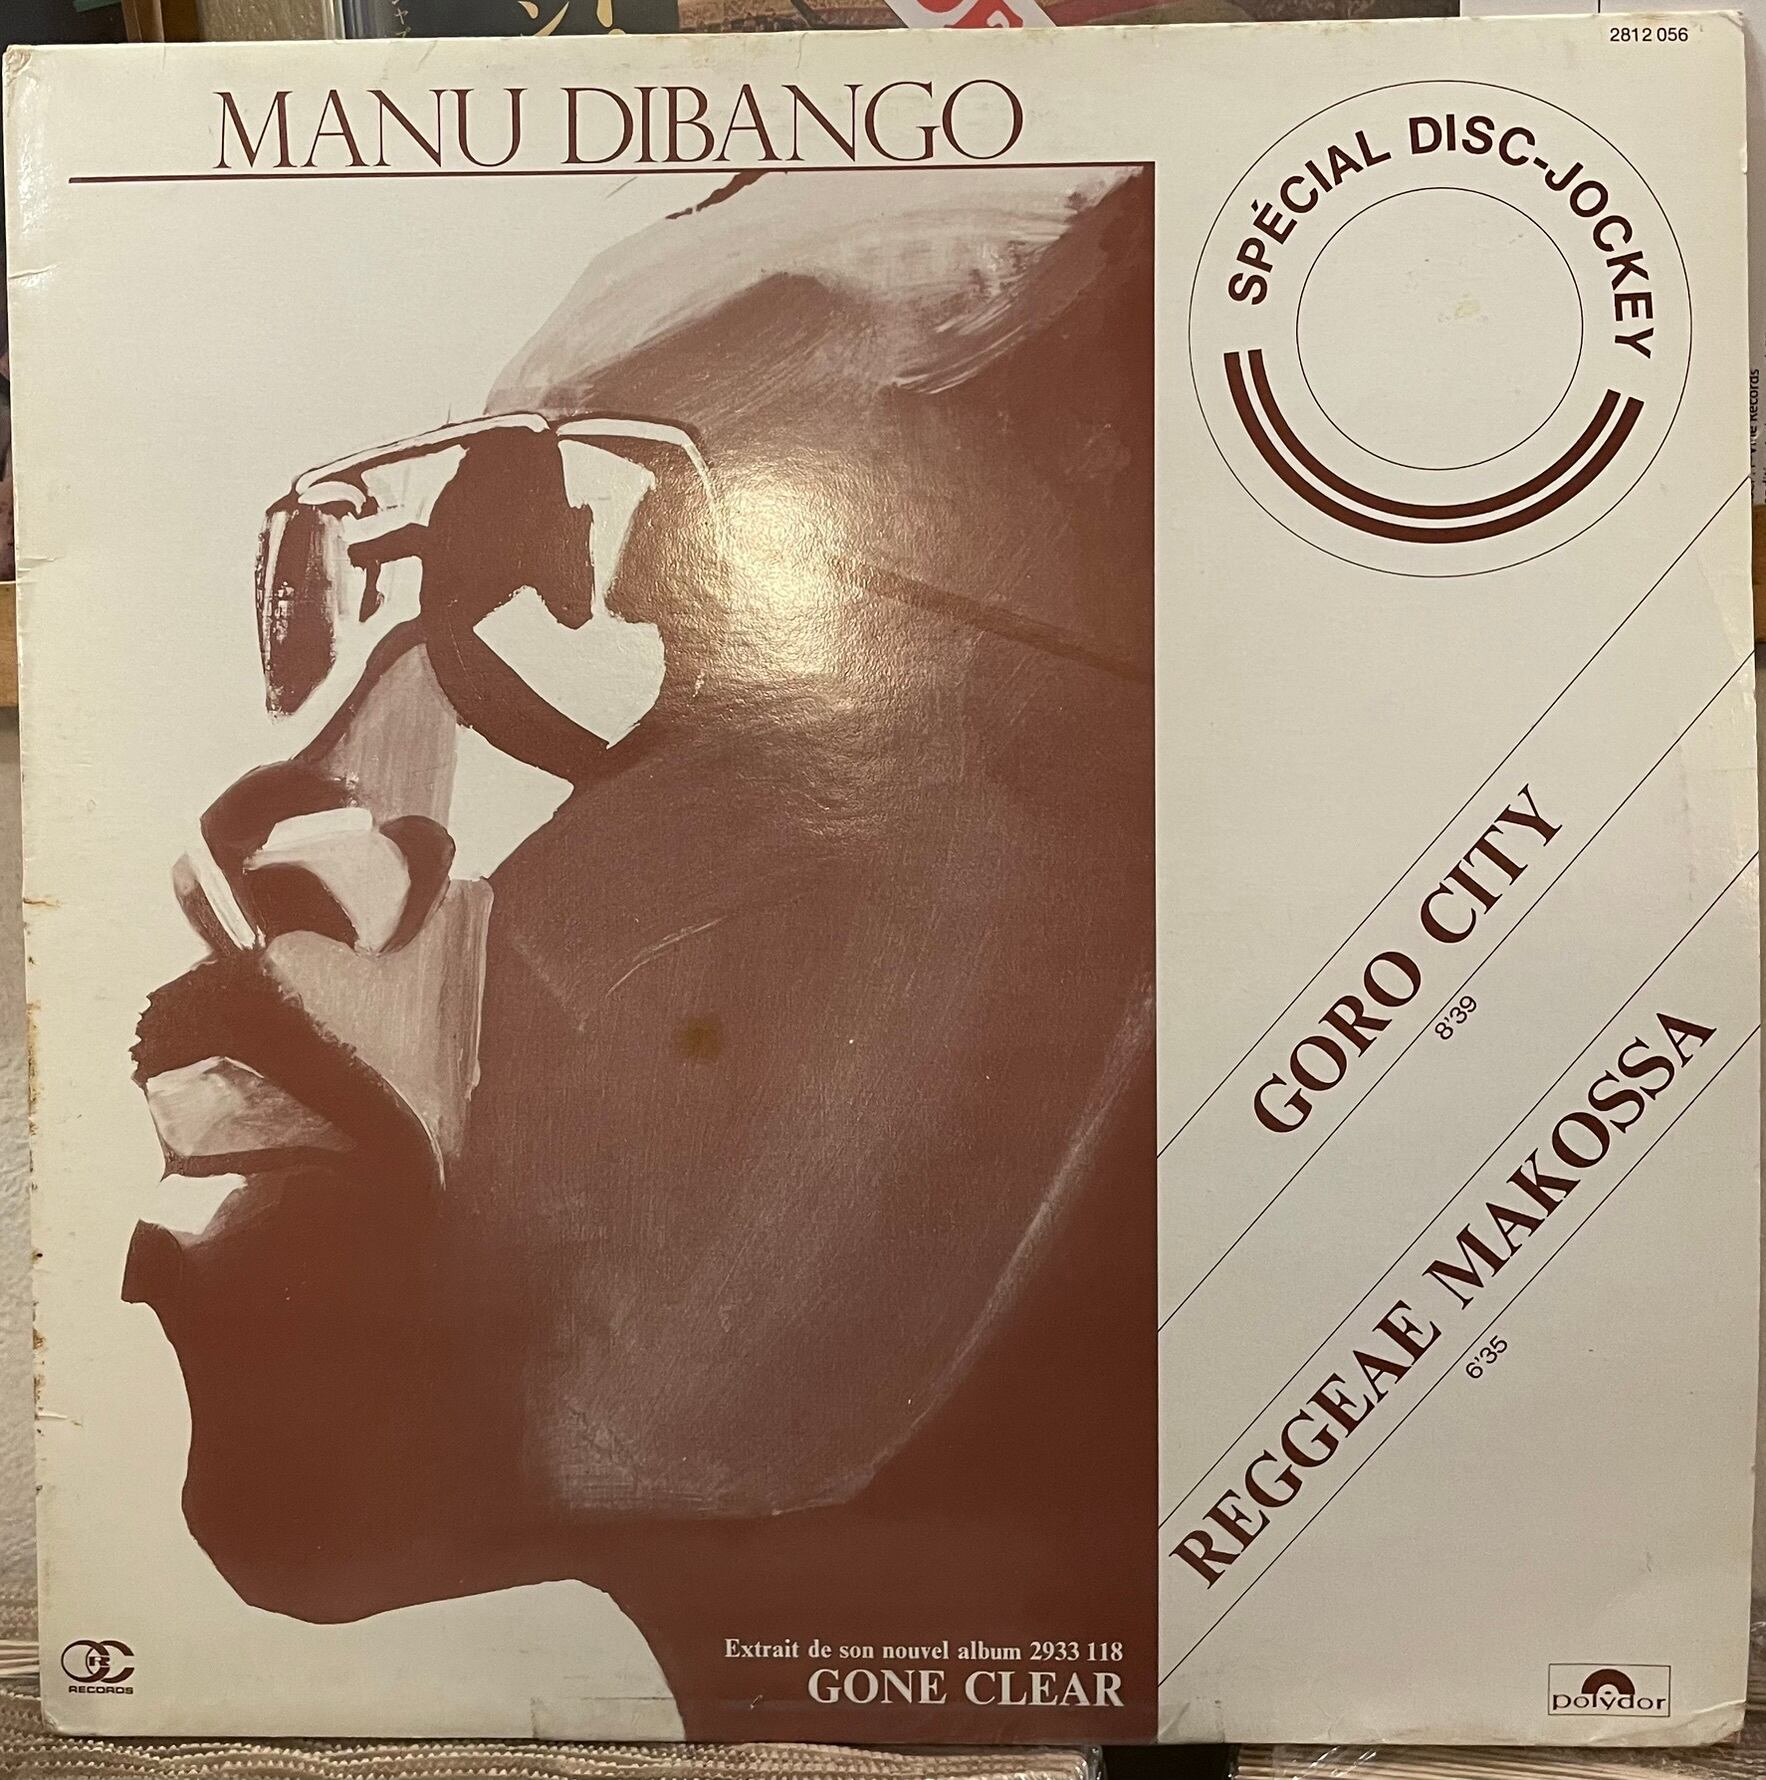 2812 056
MANU DIBANGO
SPÉCIAL DISC-JOCKEY
GORO CITY
8'39
REGGEAE MAKOSSA
6'35
Extrait de son nouvel album 2933 118
GONE CLEAR
RECORDS
polydor